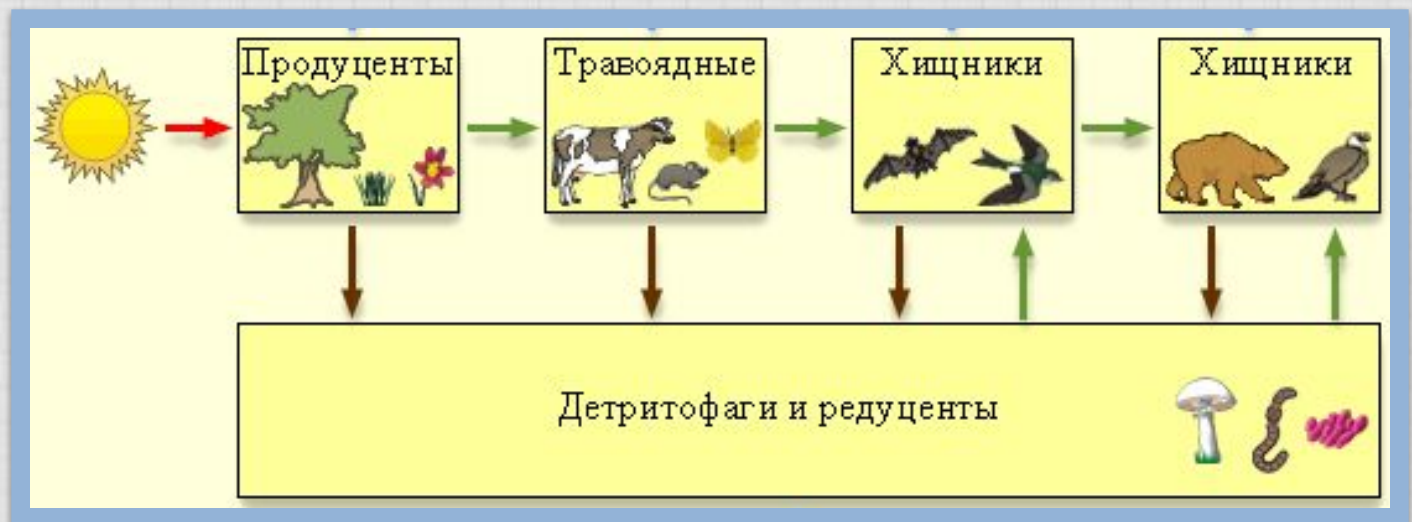 Продуценты
Травоядные
Хищники
Хищники
Детритофаги и редуценты